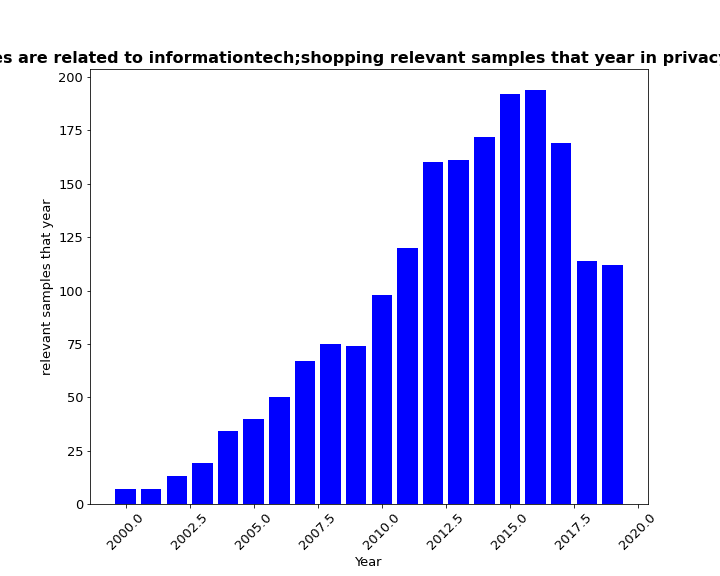 es are related to informationtech;shopping relevant samples that year in privacy
200
175
150
125
100
75
50
25
0
relevant samples that year
2000.0 2002.5 2005.0 2007.5 2010.0 2012.5 2015.0 2017.5 2020.0
Year